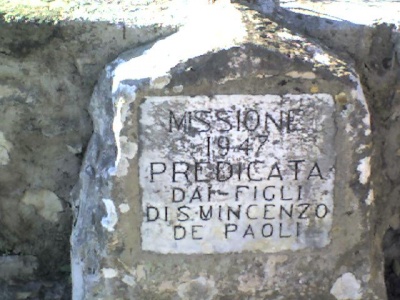 MISSIONE
1947
PREDICATA
DAI-FIGLI
DI S.MINCENZO
DE PAOLI